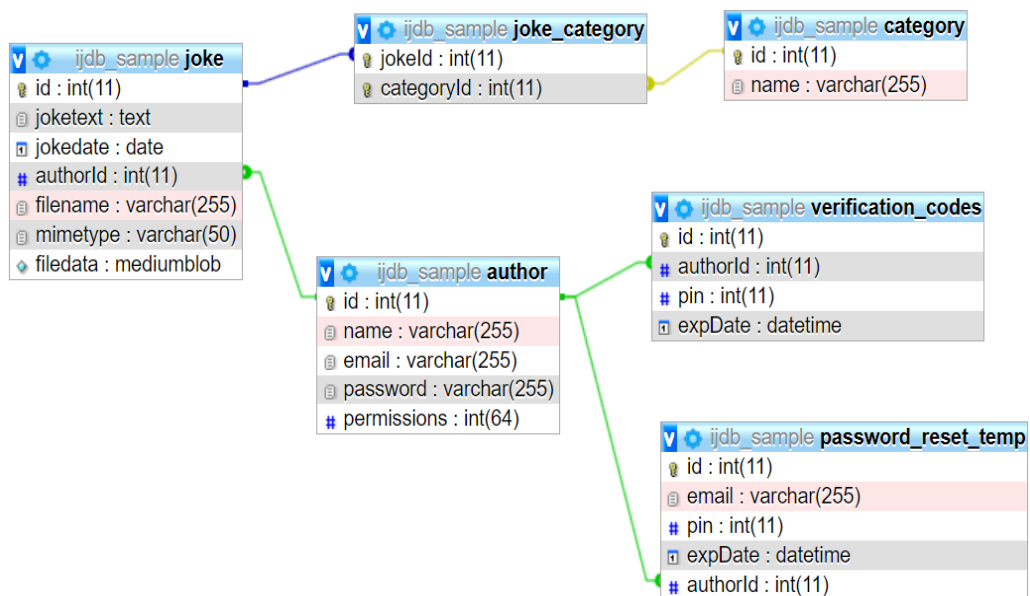 v ijdb_sample joke
id : int(11)
joketext : text
jokedate : date
# authorId : int(11)
filename : varchar(255)
mimetype : varchar(50)
filedata : mediumblob
v ijdb_sample joke_category
jokeId : int(11)
categoryId : int(11)
v ijdb_sample category
id : int(11)
name : varchar(255)
v ijdb_sample author
id : int(11)
name : varchar(255)
email : varchar(255)
password : varchar(255)
# permissions : int(64)
v ijdb_sample verification_codes
id : int(11)
# authorId : int(11)
# pin : int(11)
expDate : datetime
v ijdb_sample password_reset_temp
id : int(11)
email : varchar(255)
# pin : int(11)
expDate : datetime
# authorId : int(11)